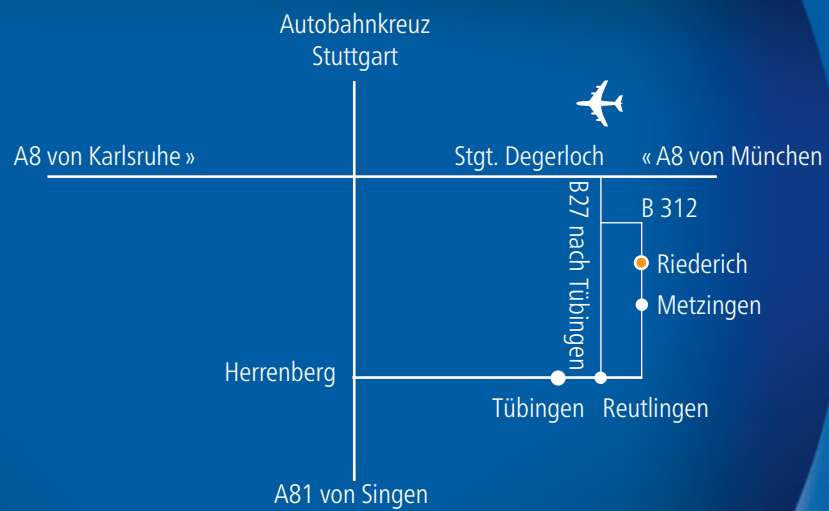 Autobahnkreuz
Stuttgart
A8 von Karlsruhe »
Stgt. Degerloch
« A8 von München
B27 nach Tübingen
B 312
Riederich
Metzingen
Herrenberg
Tübingen
Reutlingen
A81 von Singen